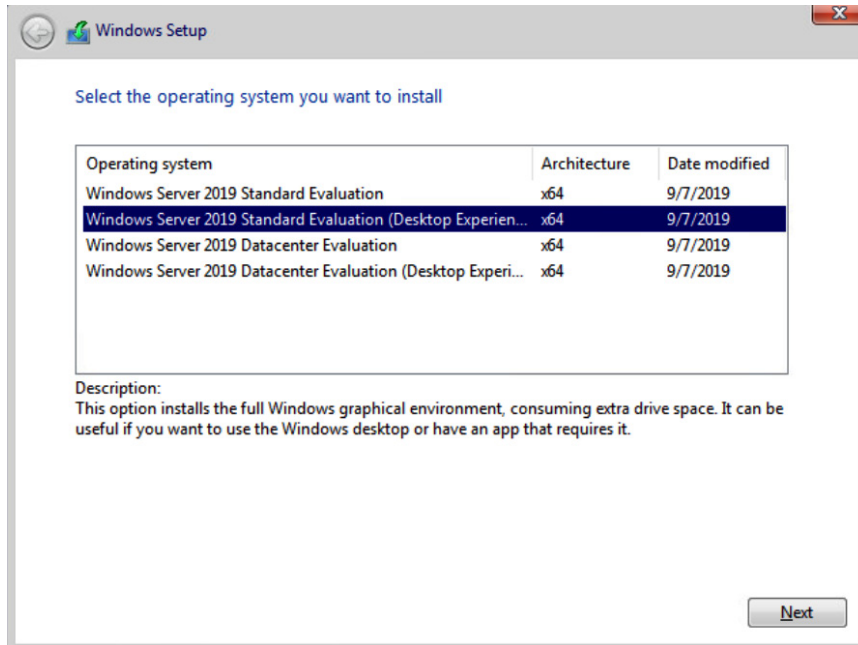 Windows Setup
Select the operating system you want to install
Operating system Architecture Date modified
Windows Server 2019 Standard Evaluation x64 9/7/2019
Windows Server 2019 Standard Evaluation (Desktop Experien... x64 9/7/2019
Windows Server 2019 Datacenter Evaluation x64 9/7/2019
Windows Server 2019 Datacenter Evaluation (Desktop Experi... x64 9/7/2019
Description:
This option installs the full Windows graphical environment, consuming extra drive space. It can be
useful if you want to use the Windows desktop or have an app that requires it.
Next